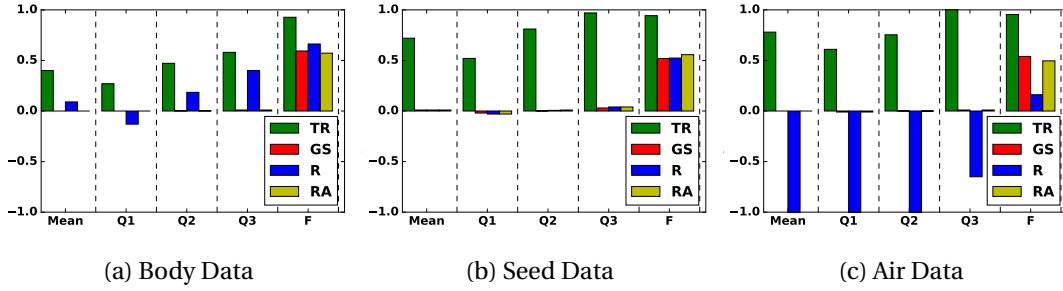 1.0
0.5
0.0
−0.5
−1.0
Mean Q1 Q2 Q3 F
TR
GS
R
RA
(a) Body Data
1.0
0.5
0.0
−0.5
−1.0
Mean Q1 Q2 Q3 F
TR
GS
R
RA
(b) Seed Data
1.0
0.5
0.0
−0.5
−1.0
Mean Q1 Q2 Q3 F
TR
GS
R
RA
(c) Air Data